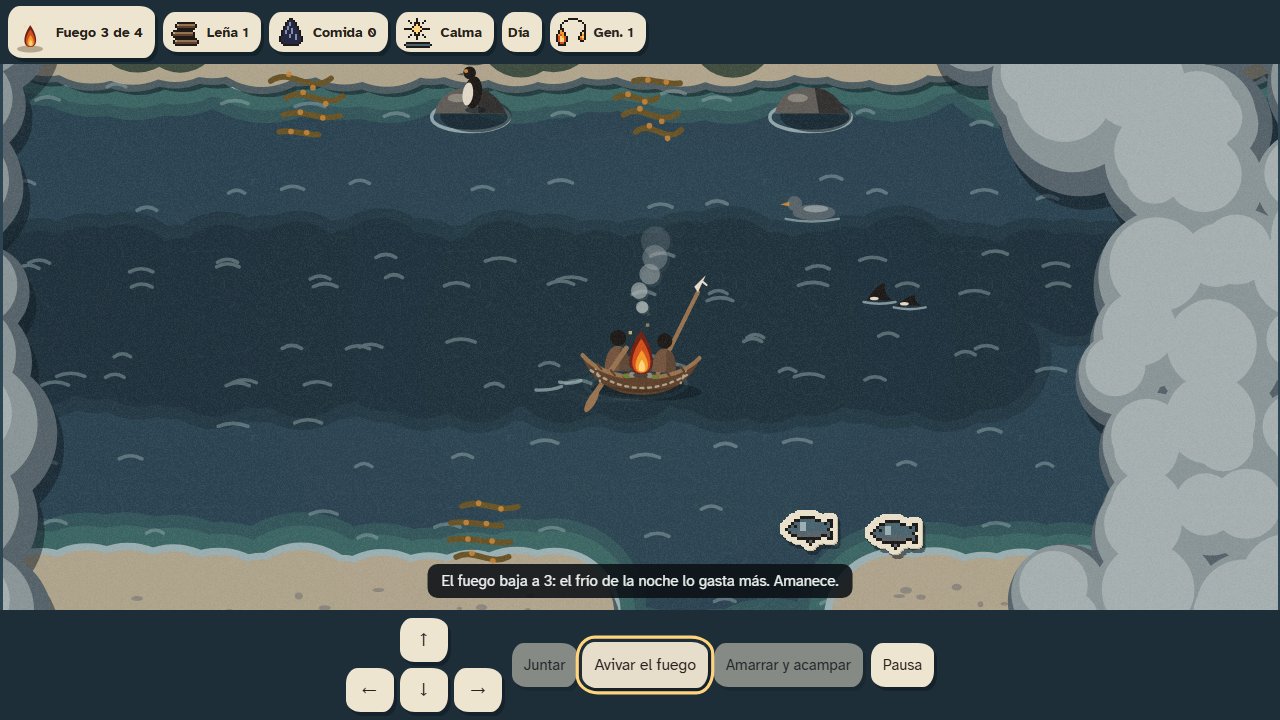 Fuego 3 de 4
Leña 1
Comida 0
Calma
Día
Gen. 1
El fuego baja a 3: el frío de la noche lo gasta más. Amanece.
↑
← ↓ →
Juntar
Avivar el fuego
Amarrar y acampar
Pausa